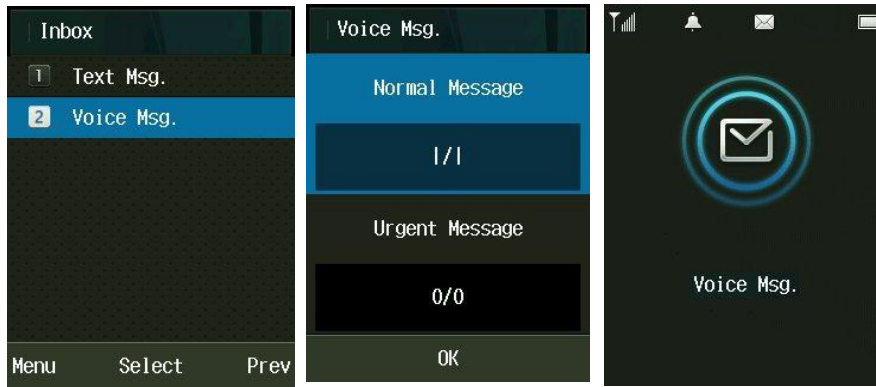 Inbox
1 Text Msg.
2 Voice Msg.
Menu Select Prev
Voice Msg.
Normal Message
1/1
Urgent Message
0/0
OK
Voice Msg.